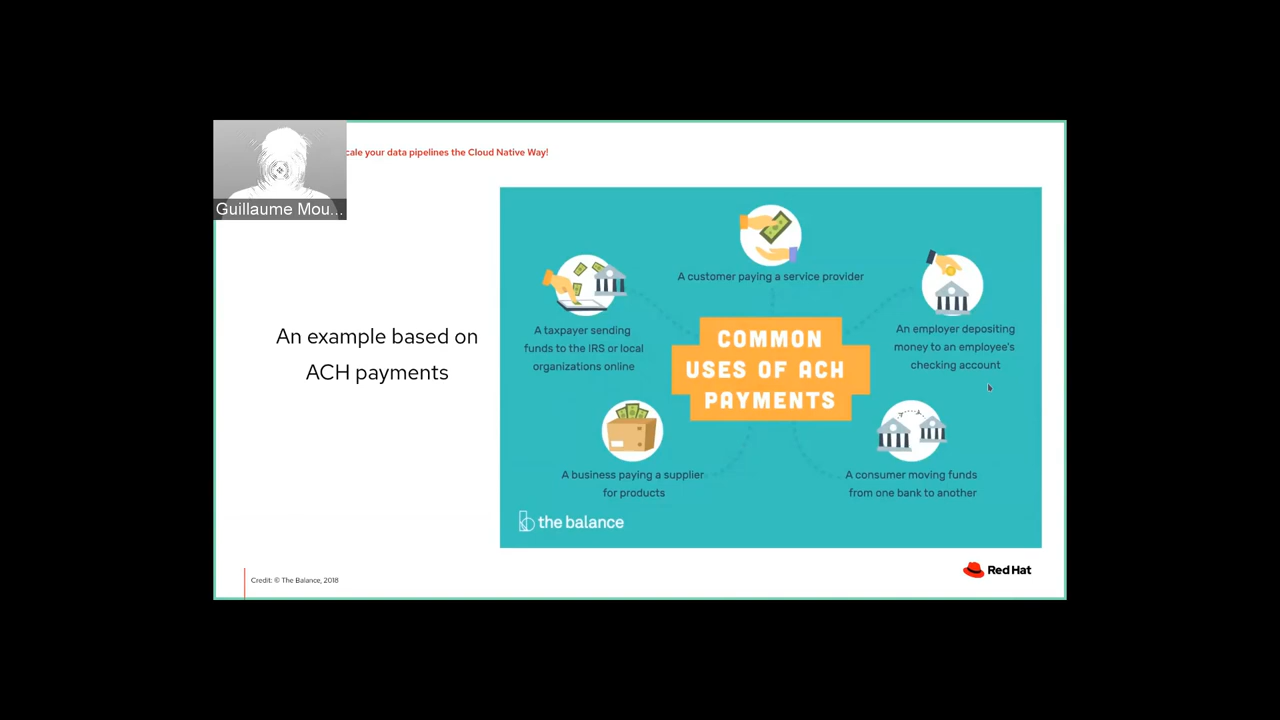 cale your data pipelines the Cloud Native Way!
Guillaume Mou...
An example based on
ACH payments
A customer paying a service provider
A taxpayer sending
funds to the IRS or local
organizations online
An employer depositing
money to an employee's
checking account
COMMON
USES OF ACH
PAYMENTS
A business paying a supplier
for products
A consumer moving funds
from one bank to another
the balance
Credit: © The Balance, 2018
Red Hat